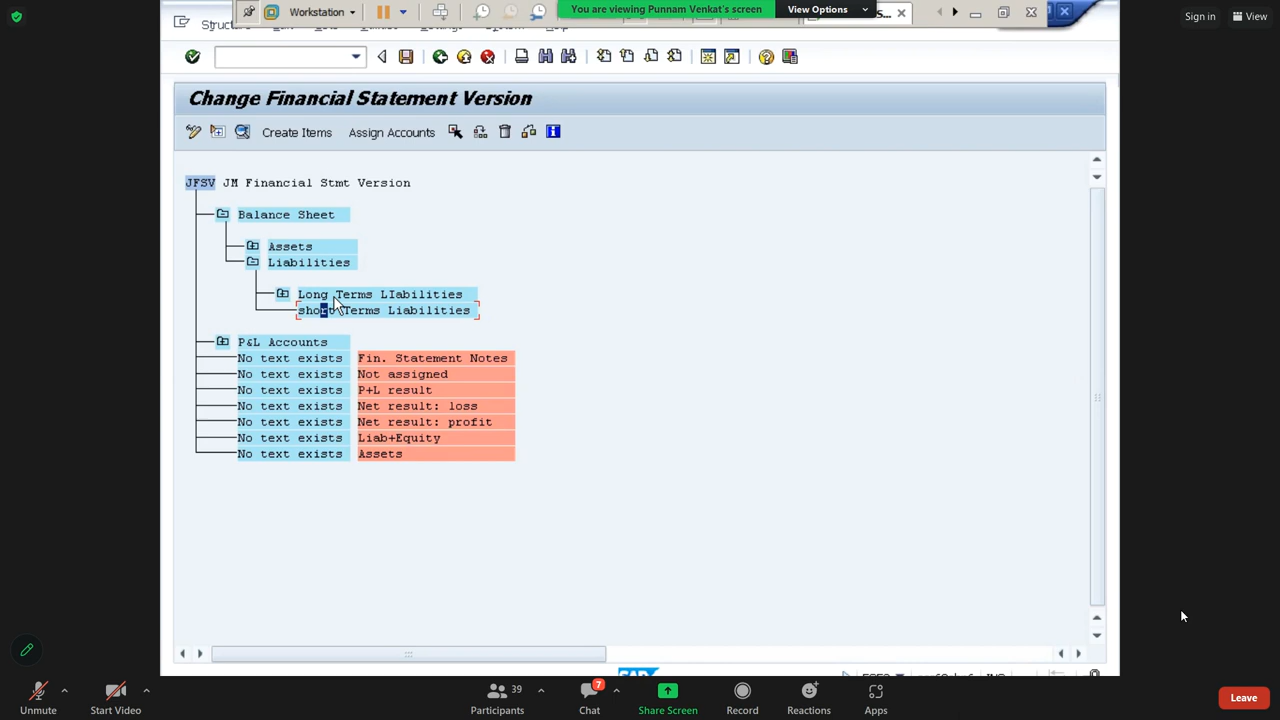 Workstation
You are viewing Punnam Venkat's screen
View Options
Sign in
View
Structure
Change Financial Statement Version
Create Items
Assign Accounts
JFSV JM Financial Stmt Version
Balance Sheet
Assets
Liabilities
Long Terms LIabilities
short Terms Liabilities
P&L Accounts
No text exists Fin. Statement Notes
No text exists Not assigned
No text exists P+L result
No text exists Net result: loss
No text exists Net result: profit
No text exists Liab+Equity
No text exists Assets
SAP
Unmute
Start Video
39
Participants
7
Chat
Share Screen
Record
Reactions
Apps
Leave